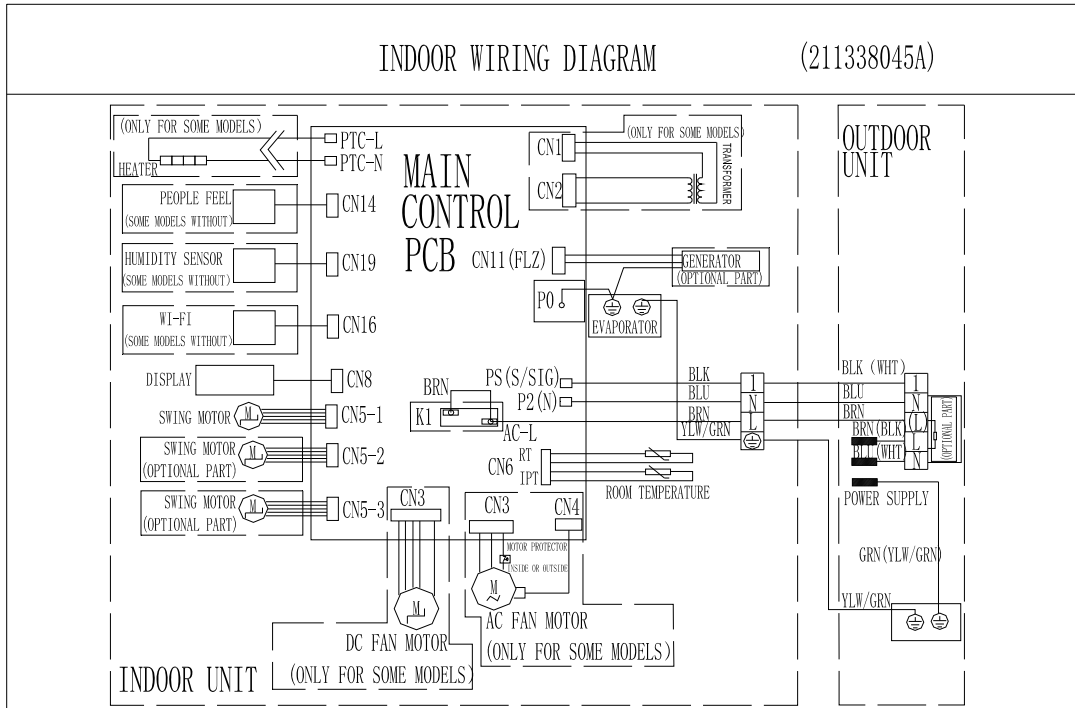 INDOOR WIRING DIAGRAM (211338045A)
(ONLY FOR SOME MODELS)
HEATER
PTC-L
PTC-N
PEOPLE FEEL
(SOME MODELS WITHOUT)
CN14
HUMIDITY SENSOR
(SOME MODELS WITHOUT)
CN19
WI-FI
(SOME MODELS WITHOUT)
CN16
DISPLAY
CN8
SWING MOTOR
M
CN5-1
SWING MOTOR
(OPTIONAL PART)
M
CN5-2
SWING MOTOR
(OPTIONAL PART)
M
CN5-3
MAIN
CONTROL
PCB
(ONLY FOR SOME MODELS)
CN1
CN2
TRANSFORMER
CN11(FLZ)
GENERATOR
(OPTIONAL PART)
P0
EVAPORATOR
BRN
K1
AC-L
PS(S/SIG)
P2(N)
BLK
BLU
BRN
YLW/GRN
1
N
L
CN6
RT
IPT
ROOM TEMPERATURE
CN3
M
DC FAN MOTOR
(ONLY FOR SOME MODELS)
CN3
CN4
MOTOR PROTECTOR
INSIDE OR OUTSIDE
M
AC FAN MOTOR
(ONLY FOR SOME MODELS)
INDOOR UNIT
OUTDOOR
UNIT
BLK (WHT)
BLU
BRN
BRN(BLK)
BLU(WHT)
1
N
(L)
L
N
(OPTIONAL PART)
POWER SUPPLY
GRN(YLW/GRN)
YLW/GRN